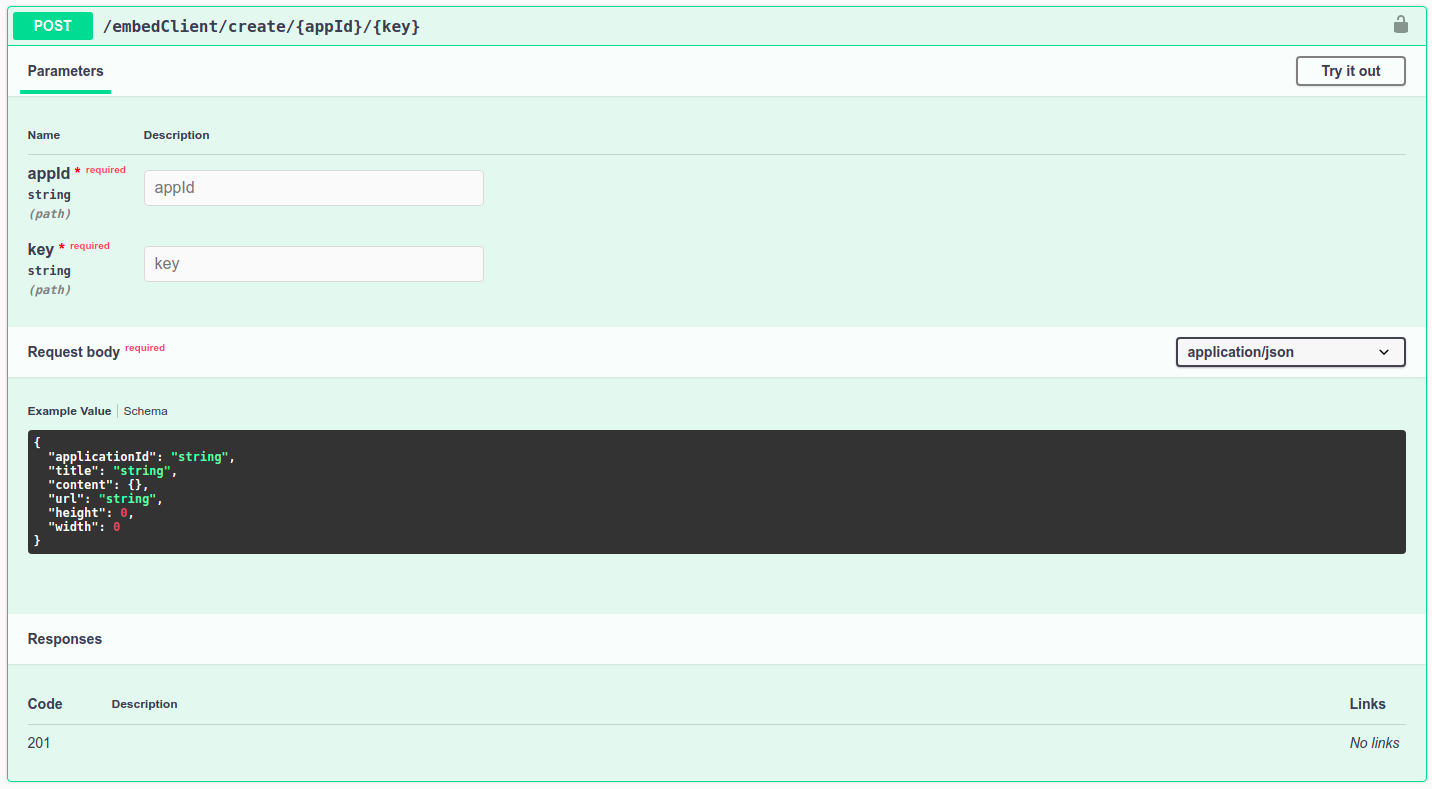 POST /embedClient/create/{appId}/{key}
Parameters Try it out
Name Description
appId * required
string
(path)
appId
key * required
string
(path)
key
Request body required application/json
Example Value Schema
{
  "applicationId": "string",
  "title": "string",
  "content": {},
  "url": "string",
  "height": 0,
  "width": 0
}
Responses
Code Description Links
201 No links